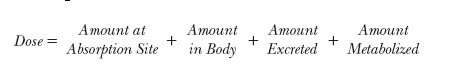 Dose = Amount at Absorption Site + Amount in Body + Amount Excreted + Amount Metabolized